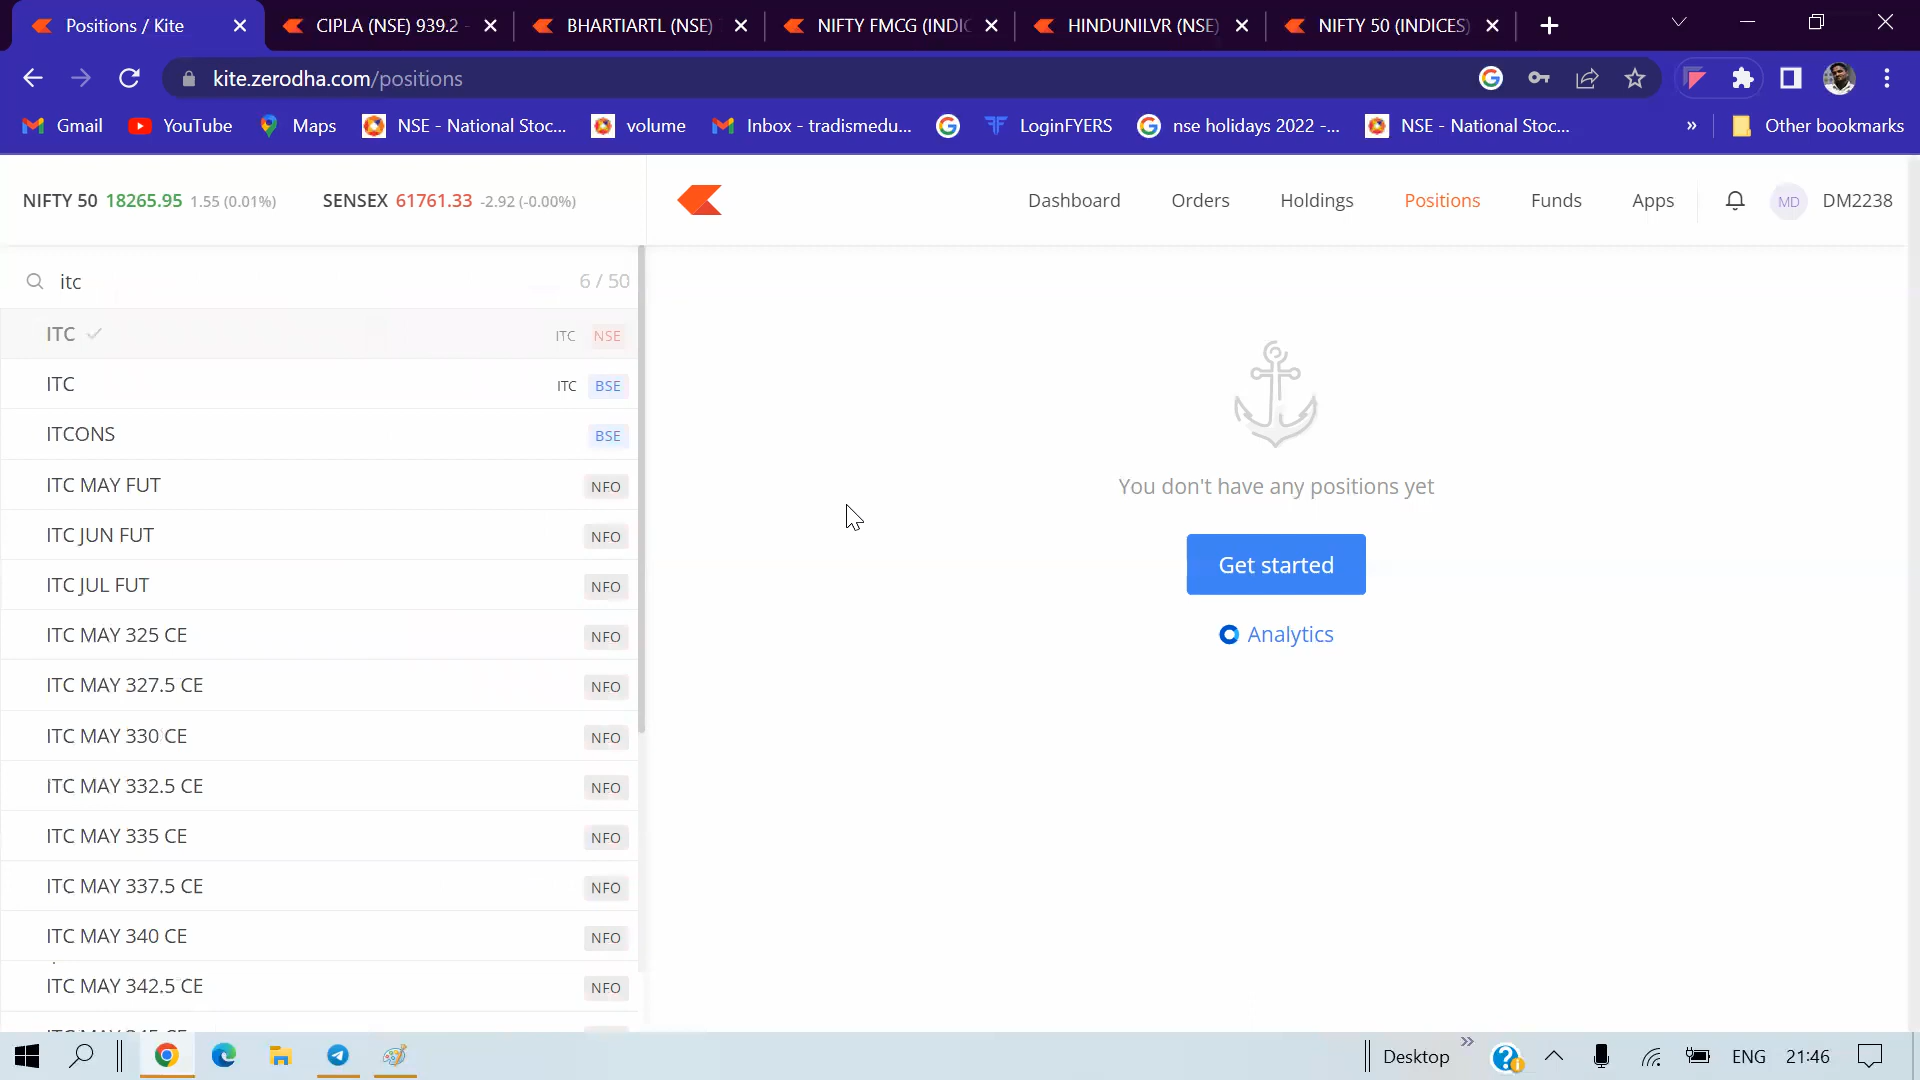 Positions / Kite
CIPLA (NSE) 939.2 -
BHARTIARTL (NSE)
NIFTY FMCG (INDIC
HINDUNILVR (NSE)
NIFTY 50 (INDICES)
kite.zerodha.com/positions
Gmail
YouTube
Maps
NSE - National Stoc...
volume
Inbox - tradismedu...
LoginFYERS
nse holidays 2022 -...
NSE - National Stoc...
»
Other bookmarks
NIFTY 50 18265.95 1.55 (0.01%)
SENSEX 61761.33 -2.92 (-0.00%)
Dashboard
Orders
Holdings
Positions
Funds
Apps
MD
DM2238
itc
6 / 50
ITC ITC NSE
ITC ITC BSE
ITCONS BSE
ITC MAY FUT NFO
ITC JUN FUT NFO
ITC JUL FUT NFO
ITC MAY 325 CE NFO
ITC MAY 327.5 CE NFO
ITC MAY 330 CE NFO
ITC MAY 332.5 CE NFO
ITC MAY 335 CE NFO
ITC MAY 337.5 CE NFO
ITC MAY 340 CE NFO
ITC MAY 342.5 CE NFO
You don't have any positions yet
Get started
Analytics
Desktop
»
ENG
21:46